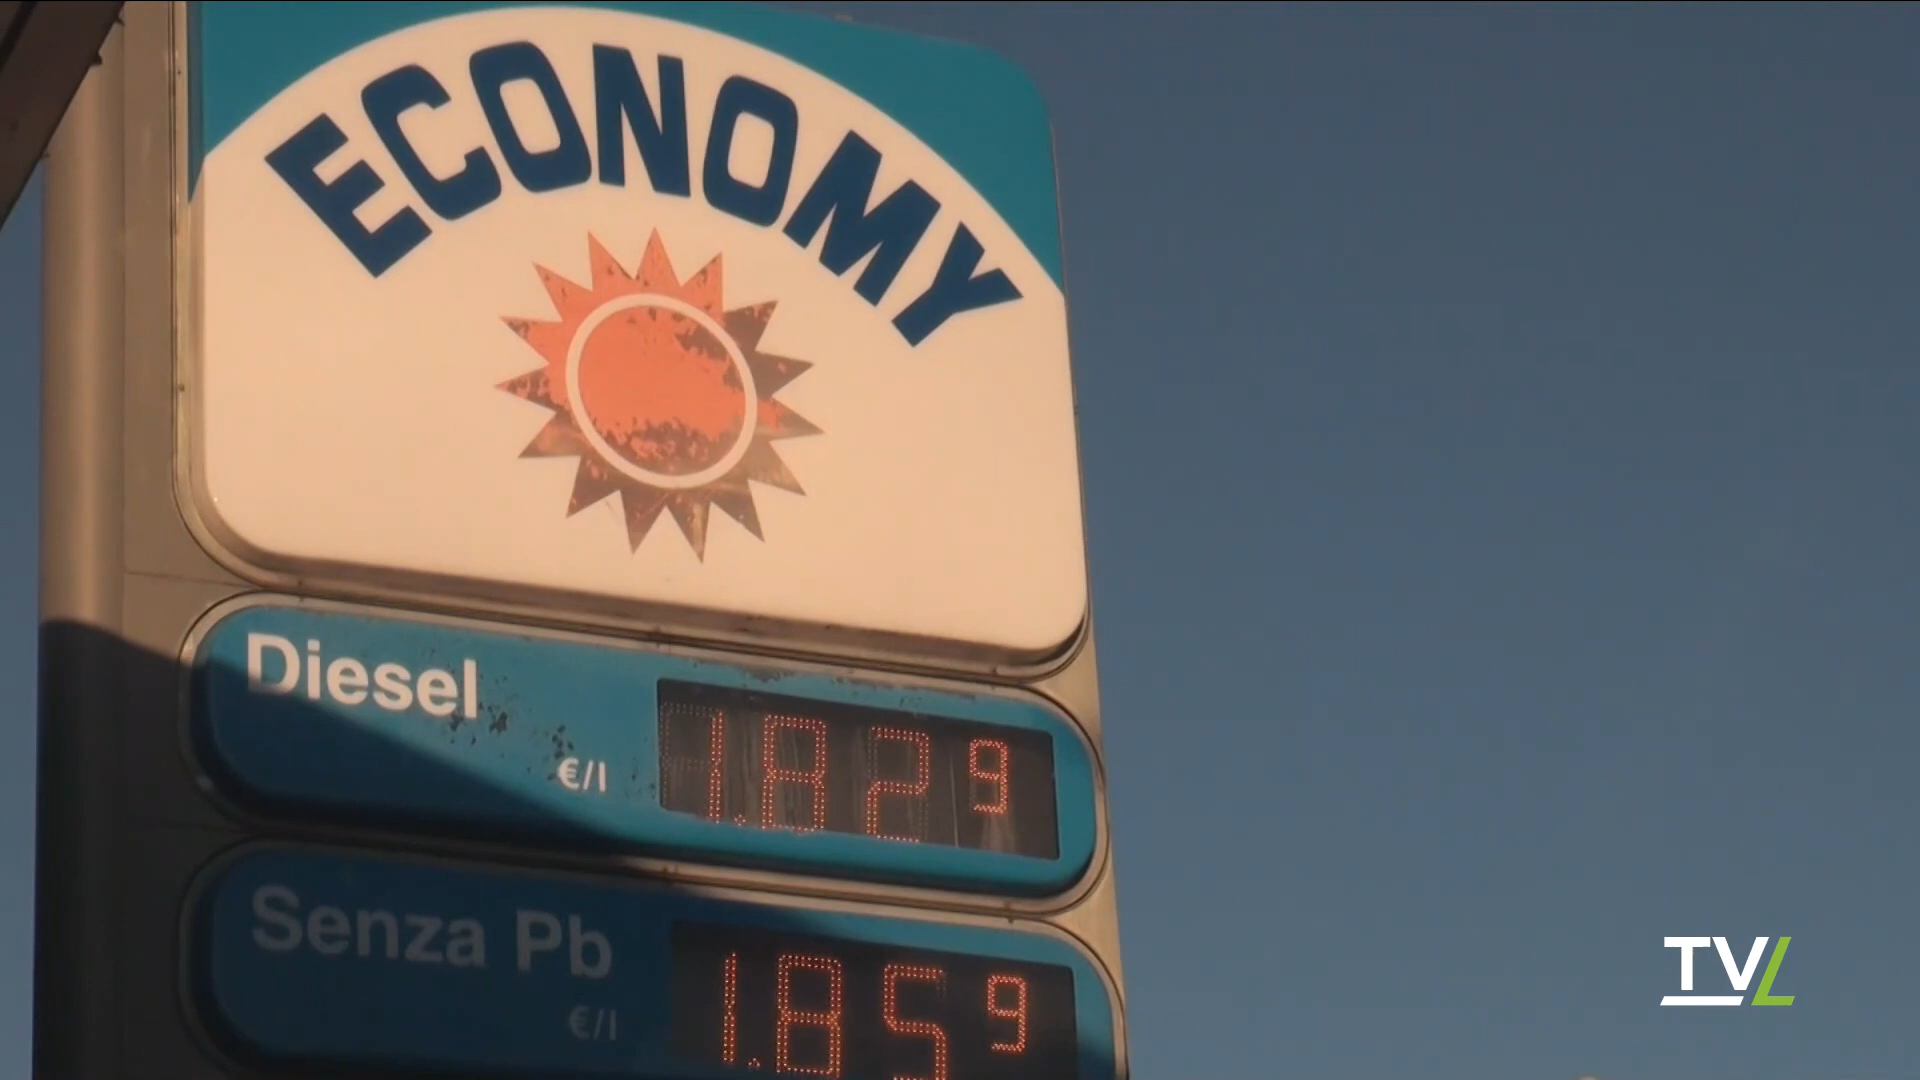 ECONOMY
Diesel
€/l
1.829
Senza Pb
€/l
1.859
TVL